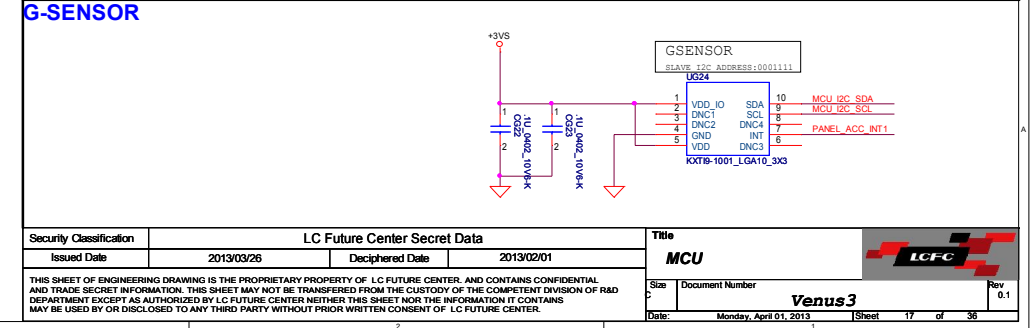 G-SENSOR
+3VS
GSENSOR
SLAVE I2C ADDRESS:0001111
UG24
1 VDD_IO SDA 10 MCU_I2C_SDA
2 DNC1 SCL 9 MCU_I2C_SCL
3 DNC2 DNC4 8
4 GND INT 7 PANEL_ACC_INT1
5 VDD DNC3 6
KXTI9-1001_LGA10_3X3
1
2
CG22
.1U_0402_10V6-K
1
2
CG23
.1U_0402_10V6-K
A
Security Classification
LC Future Center Secret Data
Issued Date
2013/03/26
Deciphered Date
2013/02/01
THIS SHEET OF ENGINEERING DRAWING IS THE PROPRIETARY PROPERTY OF LC FUTURE CENTER. AND CONTAINS CONFIDENTIAL
AND TRADE SECRET INFORMATION. THIS SHEET MAY NOT BE TRANSFERED FROM THE CUSTODY OF THE COMPETENT DIVISION OF R&D
DEPARTMENT EXCEPT AS AUTHORIZED BY LC FUTURE CENTER NEITHER THIS SHEET NOR THE INFORMATION IT CONTAINS
MAY BE USED BY OR DISCLOSED TO ANY THIRD PARTY WITHOUT PRIOR WRITTEN CONSENT OF LC FUTURE CENTER.
Title
MCU
LCFC
Size
C
Document Number
Venus3
Rev
0.1
Date:
Monday, April 01, 2013
Sheet 17 of 36
2
1